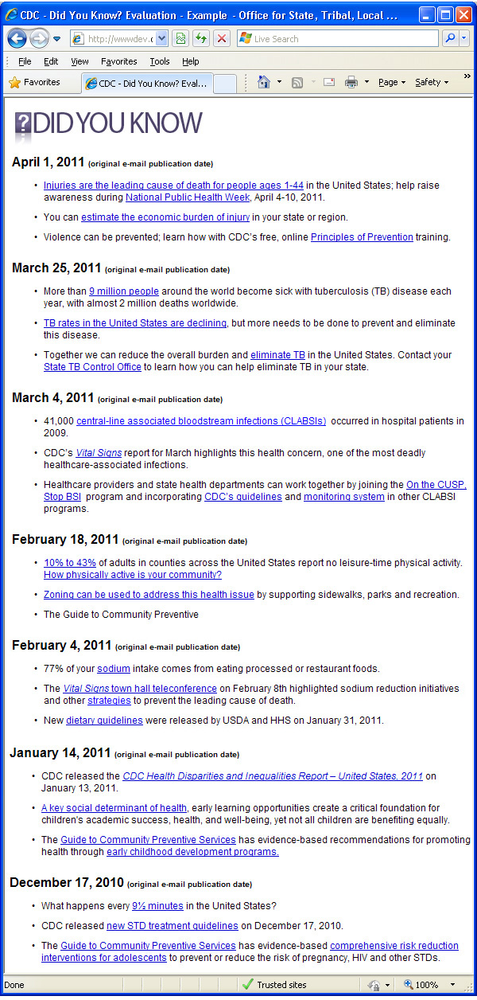 CDC - Did You Know? Evaluation - Example - Office for State, Tribal, Local ...
http://wwwdev.c
Live Search
File Edit View Favorites Tools Help
Favorites
CDC - Did You Know? Eval...
Page Safety »
? DID YOU KNOW
April 1, 2011 (original e-mail publication date)
• Injuries are the leading cause of death for people ages 1-44 in the United States; help raise
awareness during National Public Health Week, April 4-10, 2011.
• You can estimate the economic burden of injury in your state or region.
• Violence can be prevented; learn how with CDC's free, online Principles of Prevention training.
March 25, 2011 (original e-mail publication date)
• More than 9 million people around the world become sick with tuberculosis (TB) disease each
year, with almost 2 million deaths worldwide.
• TB rates in the United States are declining, but more needs to be done to prevent and eliminate
this disease.
• Together we can reduce the overall burden and eliminate TB in the United States. Contact your
State TB Control Office to learn how you can help eliminate TB in your state.
March 4, 2011 (original e-mail publication date)
• 41,000 central-line associated bloodstream infections (CLABSIs) occurred in hospital patients in
2009.
• CDC's Vital Signs report for March highlights this health concern, one of the most deadly
healthcare-associated infections.
• Healthcare providers and state health departments can work together by joining the On the CUSP,
Stop BSI program and incorporating CDC's guidelines and monitoring system in other CLABSI
programs.
February 18, 2011 (original e-mail publication date)
• 10% to 43% of adults in counties across the United States report no leisure-time physical activity.
How physically active is your community?
• Zoning can be used to address this health issue by supporting sidewalks, parks and recreation.
• The Guide to Community Preventive
February 4, 2011 (original e-mail publication date)
• 77% of your sodium intake comes from eating processed or restaurant foods.
• The Vital Signs town hall teleconference on February 8th highlighted sodium reduction initiatives
and other strategies to prevent the leading cause of death.
• New dietary guidelines were released by USDA and HHS on January 31, 2011.
January 14, 2011 (original e-mail publication date)
• CDC released the CDC Health Disparities and Inequalities Report – United States, 2011 on
January 13, 2011.
• A key social determinant of health, early learning opportunities create a critical foundation for
children's academic success, health, and well-being, yet not all children are benefiting equally.
• The Guide to Community Preventive Services has evidence-based recommendations for promoting
health through early childhood development programs.
December 17, 2010 (original e-mail publication date)
• What happens every 9½ minutes in the United States?
• CDC released new STD treatment guidelines on December 17, 2010.
• The Guide to Community Preventive Services has evidence-based comprehensive risk reduction
interventions for adolescents to prevent or reduce the risk of pregnancy, HIV and other STDs.
Done Trusted sites 100%